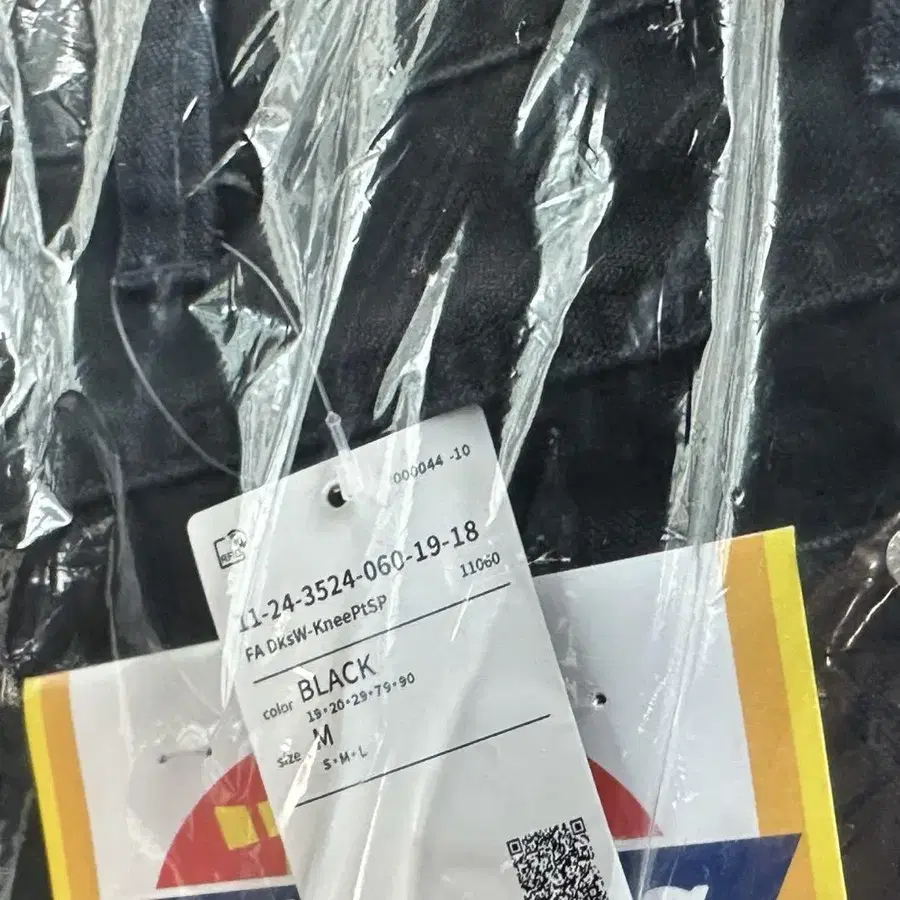 000044 -10
RFID
11-24-3524-060-19-18
11060
FA DKsW-KneePtSP
color BLACK
19・20・29・79・90
size M
S・M・L